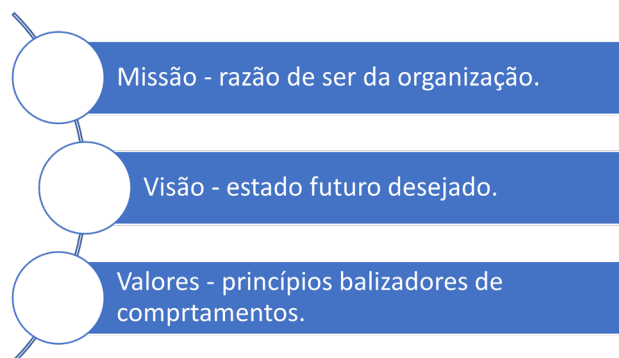 Missão - razão de ser da organização.
Visão - estado futuro desejado.
Valores - princípios balizadores de
comprtamentos.